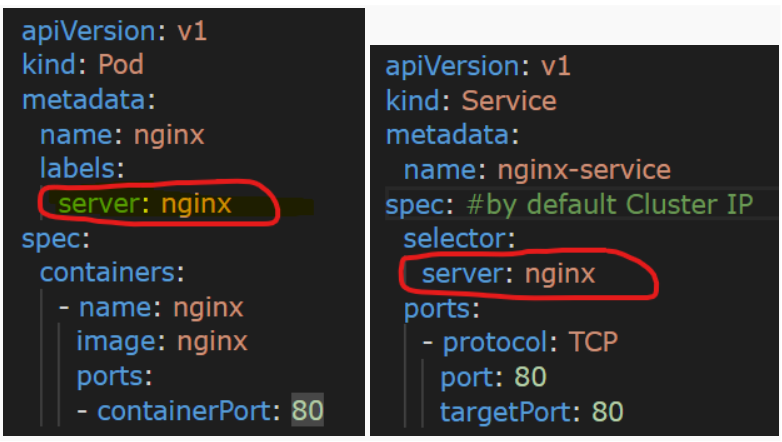 apiVersion: v1
kind: Pod
metadata:
  name: nginx
  labels:
    server: nginx
spec:
  containers:
    - name: nginx
      image: nginx
      ports:
      - containerPort: 80
apiVersion: v1
kind: Service
metadata:
  name: nginx-service
spec: #by default Cluster IP
  selector:
    server: nginx
  ports:
    - protocol: TCP
      port: 80
      targetPort: 80